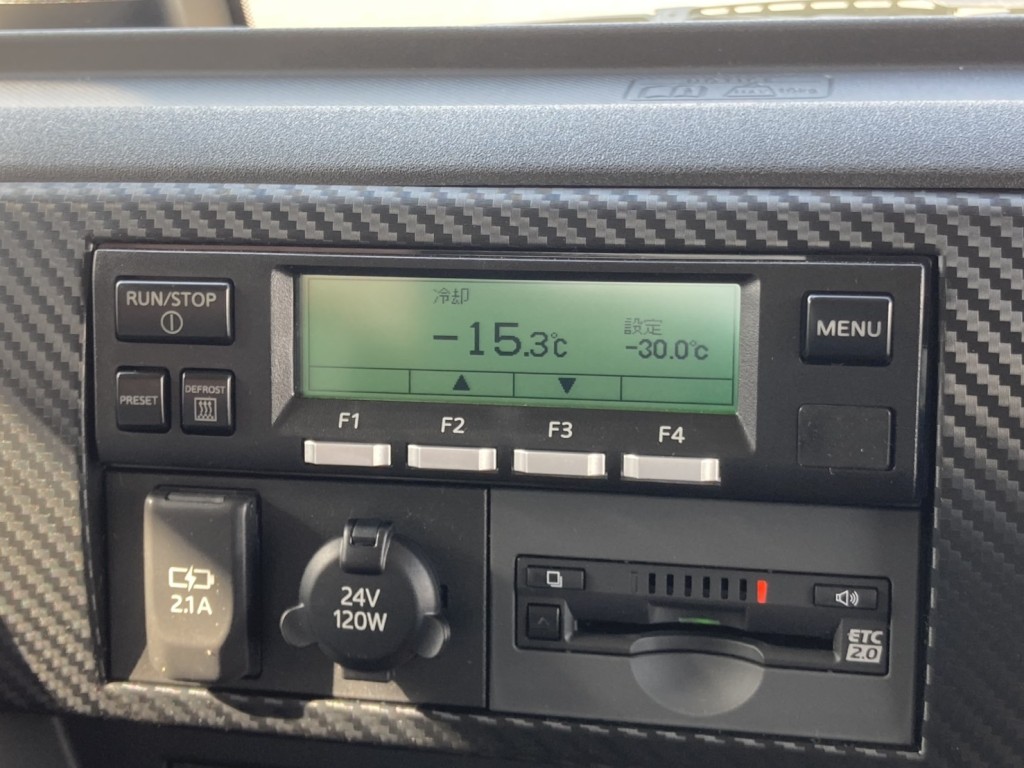 RUN/STOP
PRESET
DEFROST
冷却
-15.3℃
設定
-30.0℃
▲
▼
F1
F2
F3
F4
MENU
2.1A
24V
120W
ETC
2.0